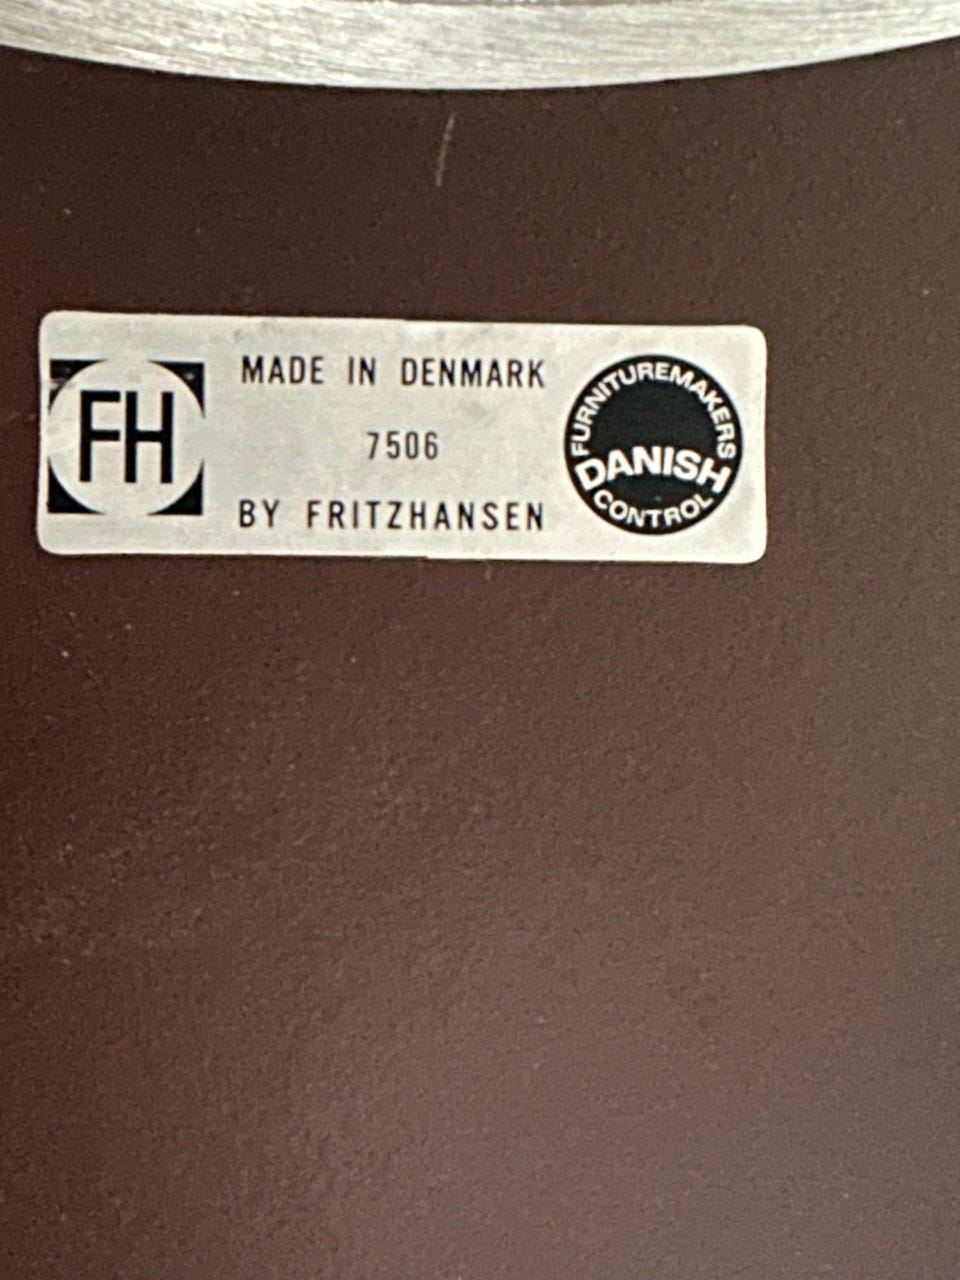 FH
MADE IN DENMARK
7506
BY FRITZHANSEN
FURNITUREMAKERS
DANISH
CONTROL